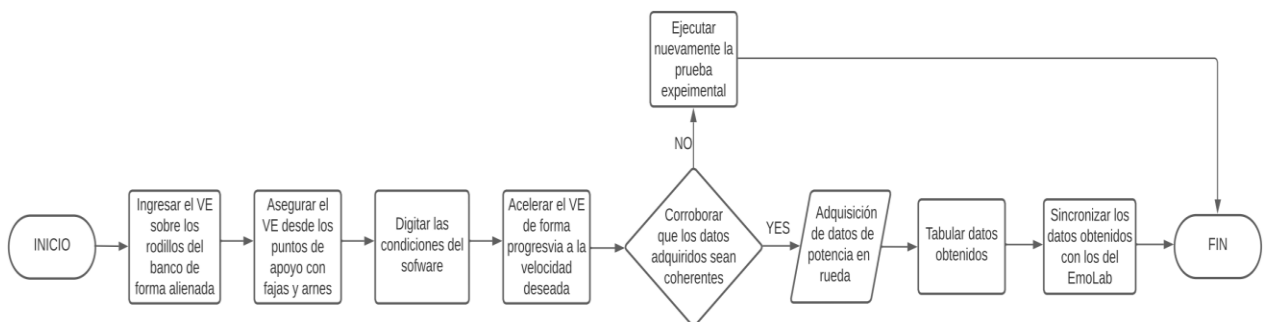 Ejecutar
nuevamente la
prueba
expeimental
NO
INICIO
Ingresar el VE
sobre los
rodillos del
banco de
forma alienada
Asegurar el
VE desde los
puntos de
apoyo con
fajas y arnes
Digitar las
condiciones del
sofware
Acelerar el VE
de forma
progresvia a la
velocidad
deseada
Corroborar
que los datos
adquiridos sean
coherentes
YES
Adquisición
de datos de
potencia en
rueda
Tabular datos
obtenidos
Sincronizar los
datos obtenidos
con los del
EmoLab
FIN